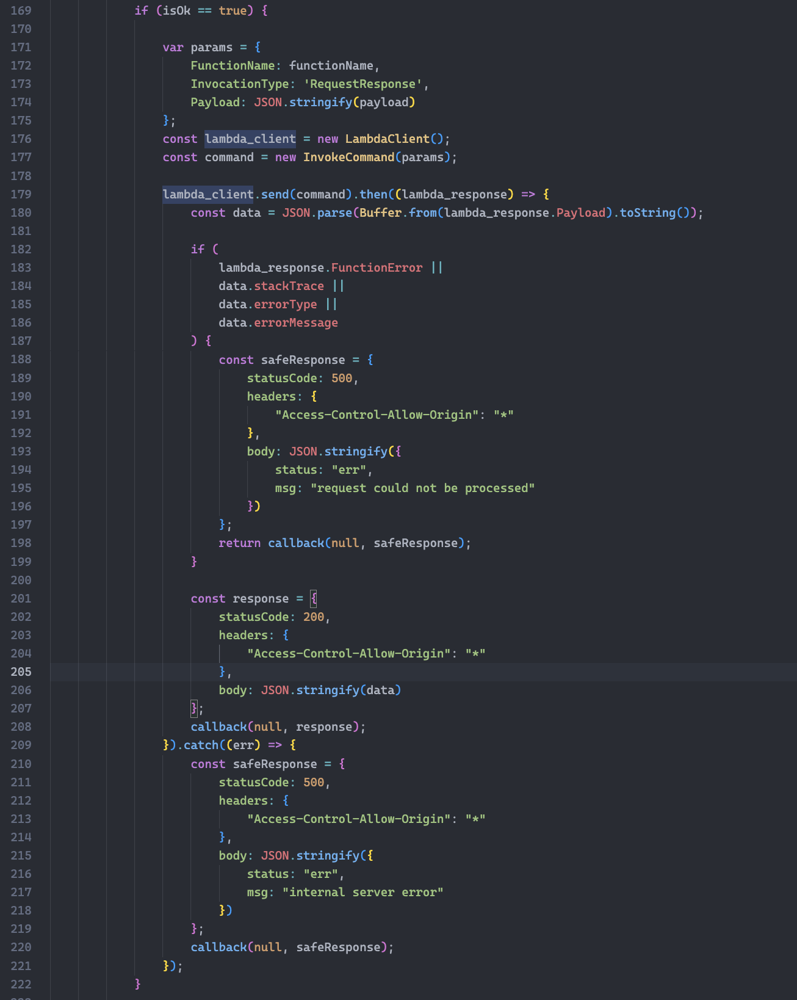 169 if (isOk == true) {
170
171 var params = {
172 FunctionName: functionName,
173 InvocationType: 'RequestResponse',
174 Payload: JSON.stringify(payload)
175 };
176 const lambda_client = new LambdaClient();
177 const command = new InvokeCommand(params);
178
179 lambda_client.send(command).then((lambda_response) => {
180 const data = JSON.parse(Buffer.from(lambda_response.Payload).toString());
181
182 if (
183 lambda_response.FunctionError ||
184 data.stackTrace ||
185 data.errorType ||
186 data.errorMessage
187 ) {
188 const safeResponse = {
189 statusCode: 500,
190 headers: {
191 "Access-Control-Allow-Origin": "*"
192 },
193 body: JSON.stringify({
194 status: "err",
195 msg: "request could not be processed"
196 })
197 };
198 return callback(null, safeResponse);
199 }
200
201 const response = {
202 statusCode: 200,
203 headers: {
204 "Access-Control-Allow-Origin": "*"
205 },
206 body: JSON.stringify(data)
207 };
208 callback(null, response);
209 }).catch((err) => {
210 const safeResponse = {
211 statusCode: 500,
212 headers: {
213 "Access-Control-Allow-Origin": "*"
214 },
215 body: JSON.stringify({
216 status: "err",
217 msg: "internal server error"
218 })
219 };
220 callback(null, safeResponse);
221 });
222 }